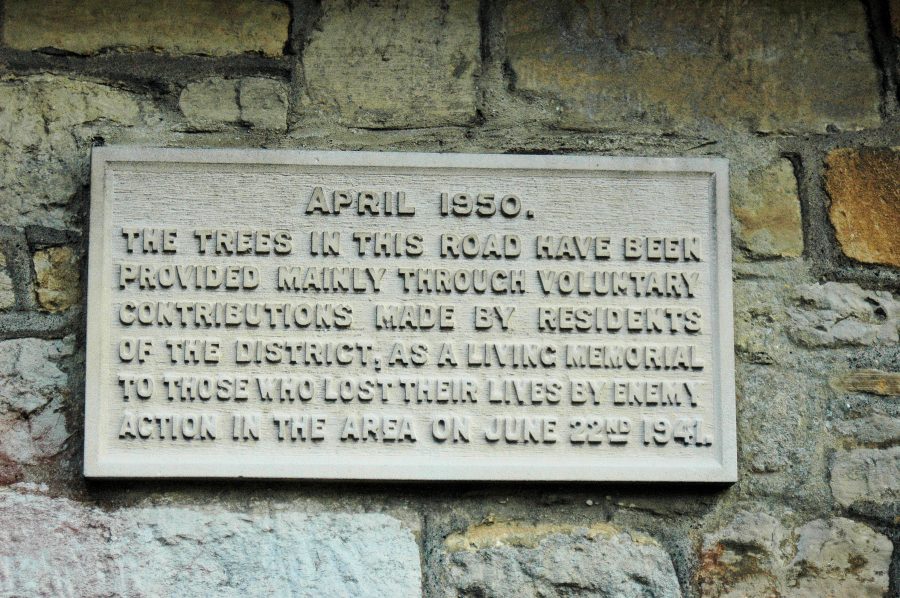 APRIL 1950.
THE TREES IN THIS ROAD HAVE BEEN
PROVIDED MAINLY THROUGH VOLUNTARY
CONTRIBUTIONS MADE BY RESIDENTS
OF THE DISTRICT, AS A LIVING MEMORIAL
TO THOSE WHO LOST THEIR LIVES BY ENEMY
ACTION IN THE AREA ON JUNE 22ND 1941.